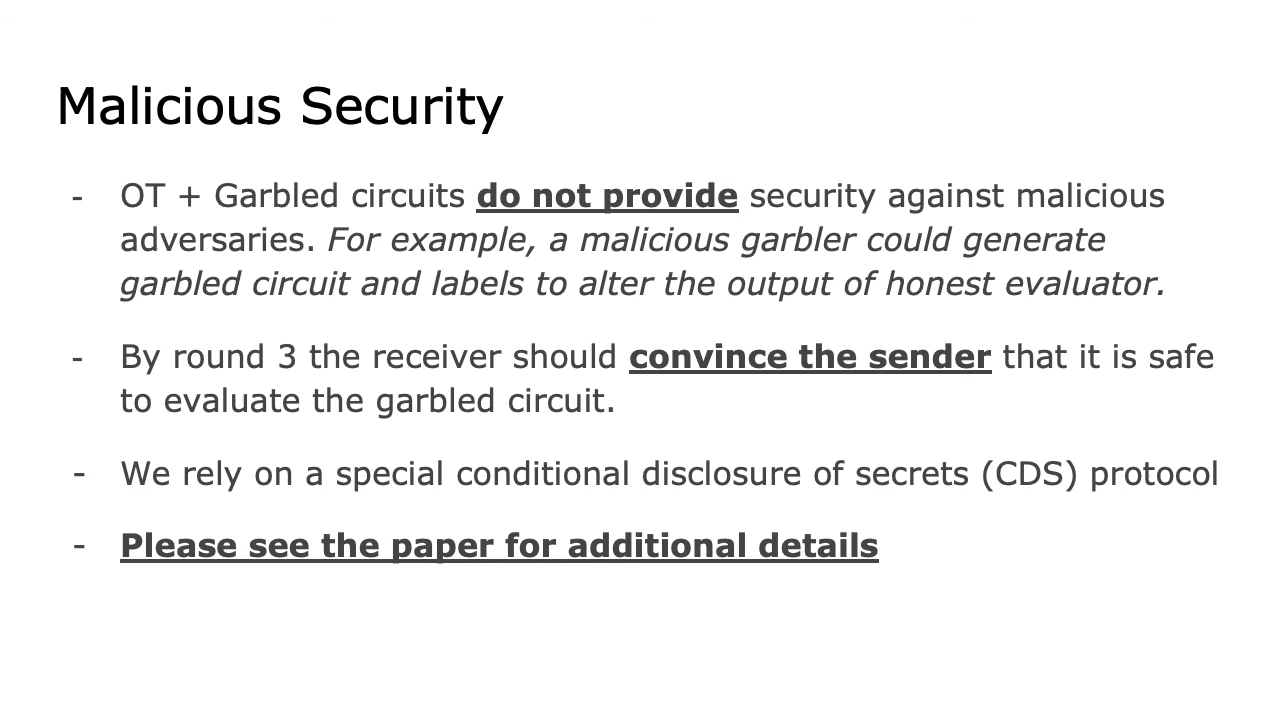 Malicious Security
- OT + Garbled circuits do not provide security against malicious
adversaries. For example, a malicious garbler could generate
garbled circuit and labels to alter the output of honest evaluator.
- By round 3 the receiver should convince the sender that it is safe
to evaluate the garbled circuit.
- We rely on a special conditional disclosure of secrets (CDS) protocol
- Please see the paper for additional details